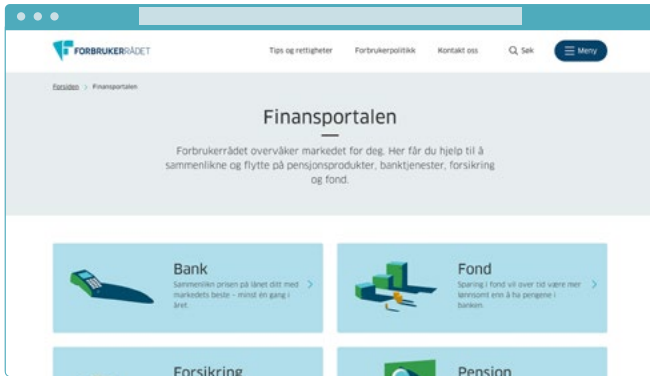 FORBRUKERRÅDET
Tips og rettigheter Forbrukerpolitikk Kontakt oss Søk Meny
Forsiden > Finansportalen
Finansportalen
Forbrukerrådet overvåker markedet for deg. Her får du hjelp til å
sammenlikne og flytte på pensjonsprodukter, banktjenester, forsikring
og fond.
Bank
Sammenlikn prisen på lånet ditt med
markedets beste – minst én gang i
året.
Fond
Sparing i fond vil over tid være mer
lønnsomt enn å ha pengene i
banken.
Forsikring
Pension